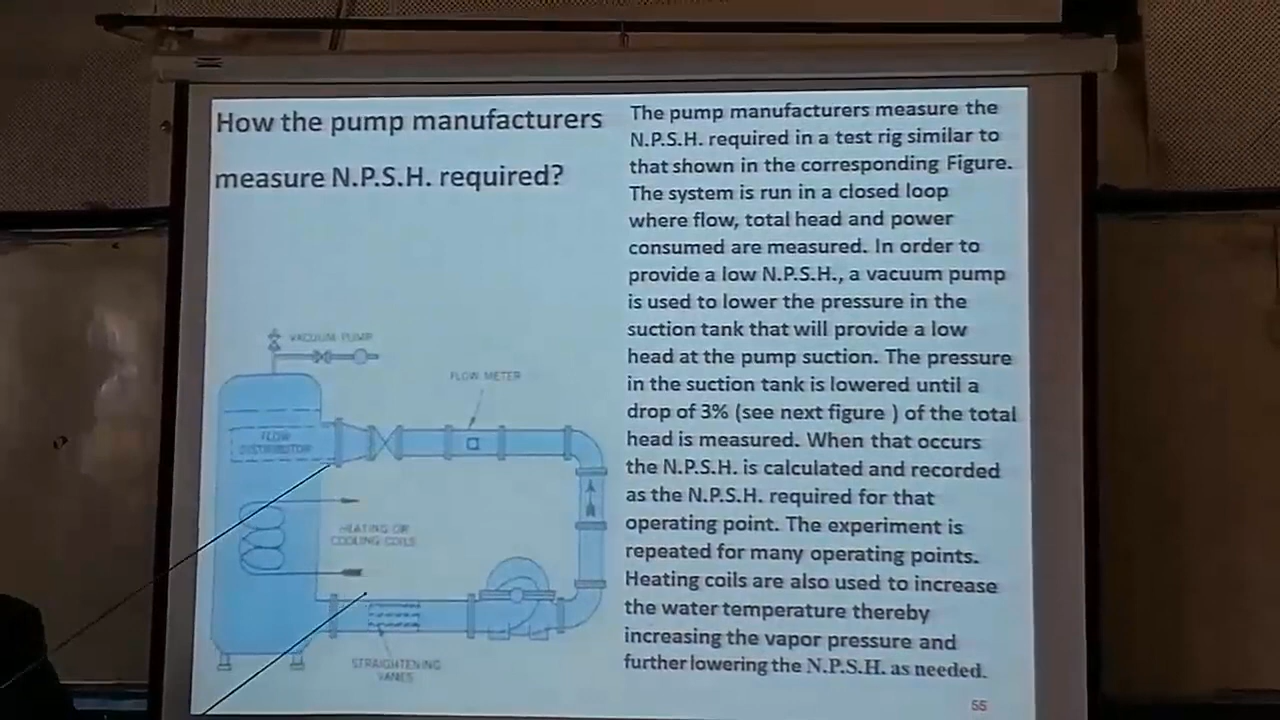 How the pump manufacturers
measure N.P.S.H. required?
The pump manufacturers measure the
N.P.S.H. required in a test rig similar to
that shown in the corresponding Figure.
The system is run in a closed loop
where flow, total head and power
consumed are measured. In order to
provide a low N.P.S.H., a vacuum pump
is used to lower the pressure in the
suction tank that will provide a low
head at the pump suction. The pressure
in the suction tank is lowered until a
drop of 3% (see next figure ) of the total
head is measured. When that occurs
the N.P.S.H. is calculated and recorded
as the N.P.S.H. required for that
operating point. The experiment is
repeated for many operating points.
Heating coils are also used to increase
the water temperature thereby
increasing the vapor pressure and
further lowering the N.P.S.H. as needed.
VACUUM PUMP
FLOW METER
FLOW
DISTRIBUTOR
HEATING OR
COOLING COILS
STRAIGHTENING
VANES
55